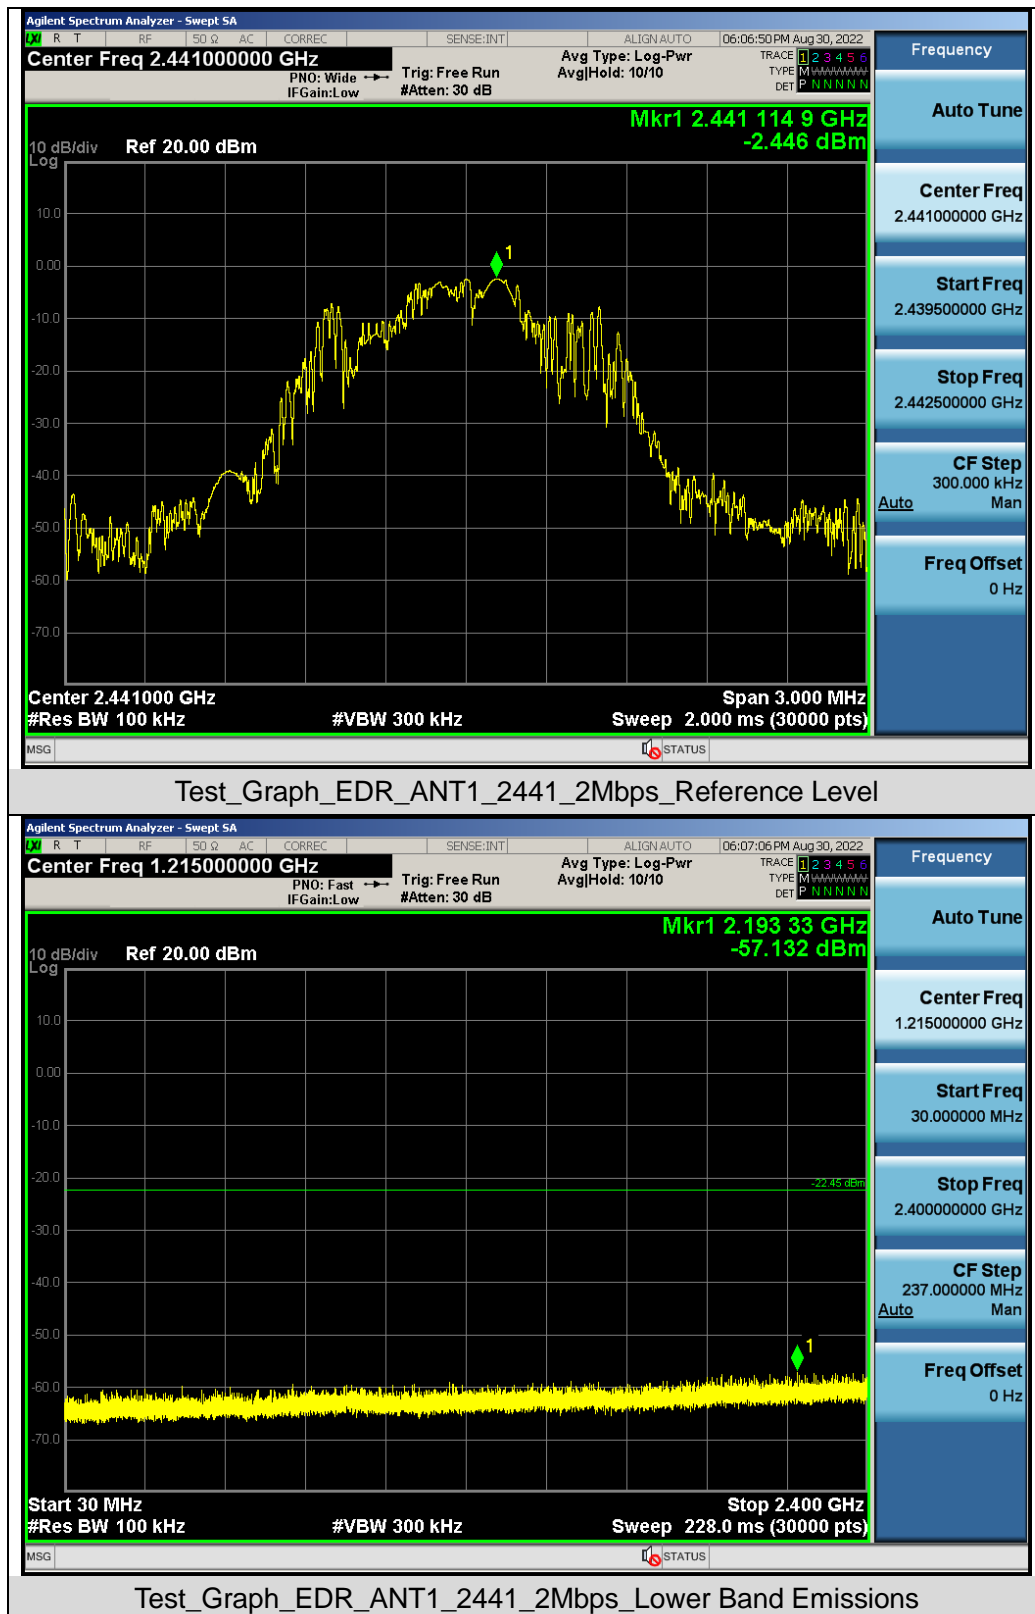 Agilent Spectrum Analyzer - Swept SA
LXI R T RF 50 Ω AC CORREC SENSE:INT ALIGN AUTO 06:06:50 PM Aug 30, 2022
Center Freq 2.441000000 GHz
PNO: Wide
IFGain:Low
Trig: Free Run
#Atten: 30 dB
Avg Type: Log-Pwr
Avg|Hold: 10/10
TRACE 1 2 3 4 5 6
TYPE M WWWWW
DET P N N N N N
Mkr1 2.441 114 9 GHz
-2.446 dBm
10 dB/div Ref 20.00 dBm
Log
10.0
0.00
-10.0
-20.0
-30.0
-40.0
-50.0
-60.0
-70.0
1
Center 2.441000 GHz Span 3.000 MHz
#Res BW 100 kHz #VBW 300 kHz Sweep 2.000 ms (30000 pts)
MSG STATUS
Frequency
Auto Tune
Center Freq
2.441000000 GHz
Start Freq
2.439500000 GHz
Stop Freq
2.442500000 GHz
CF Step
300.000 kHz
Auto Man
Freq Offset
0 Hz
Test_Graph_EDR_ANT1_2441_2Mbps_Reference Level
Agilent Spectrum Analyzer - Swept SA
LXI R T RF 50 Ω AC CORREC SENSE:INT ALIGN AUTO 06:07:06 PM Aug 30, 2022
Center Freq 1.215000000 GHz
PNO: Fast
IFGain:Low
Trig: Free Run
#Atten: 30 dB
Avg Type: Log-Pwr
Avg|Hold: 10/10
TRACE 1 2 3 4 5 6
TYPE M WWWWW
DET P N N N N N
Mkr1 2.193 33 GHz
-57.132 dBm
10 dB/div Ref 20.00 dBm
Log
10.0
0.00
-10.0
-20.0
-30.0
-40.0
-50.0
-60.0
-70.0
-22.45 dBm
1
Start 30 MHz Stop 2.400 GHz
#Res BW 100 kHz #VBW 300 kHz Sweep 228.0 ms (30000 pts)
MSG STATUS
Frequency
Auto Tune
Center Freq
1.215000000 GHz
Start Freq
30.000000 MHz
Stop Freq
2.400000000 GHz
CF Step
237.000000 MHz
Auto Man
Freq Offset
0 Hz
Test_Graph_EDR_ANT1_2441_2Mbps_Lower Band Emissions